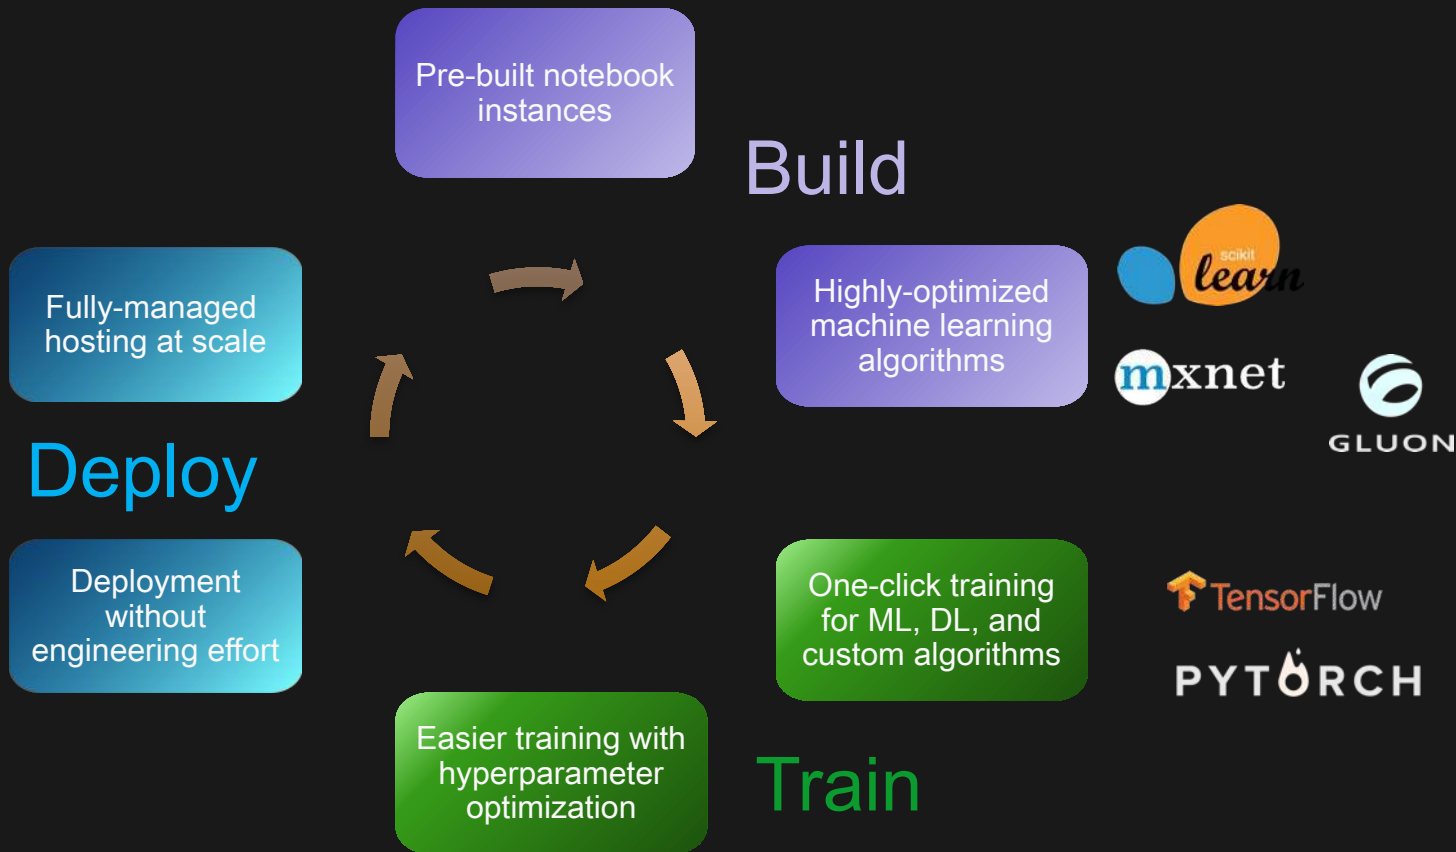 Pre-built notebook
instances
Build
Fully-managed
hosting at scale
Highly-optimized
machine learning
algorithms
scikit
learn
mxnet
GLUON
Deploy
Deployment
without
engineering effort
One-click training
for ML, DL, and
custom algorithms
TensorFlow
PYTORCH
Easier training with
hyperparameter
optimization
Train